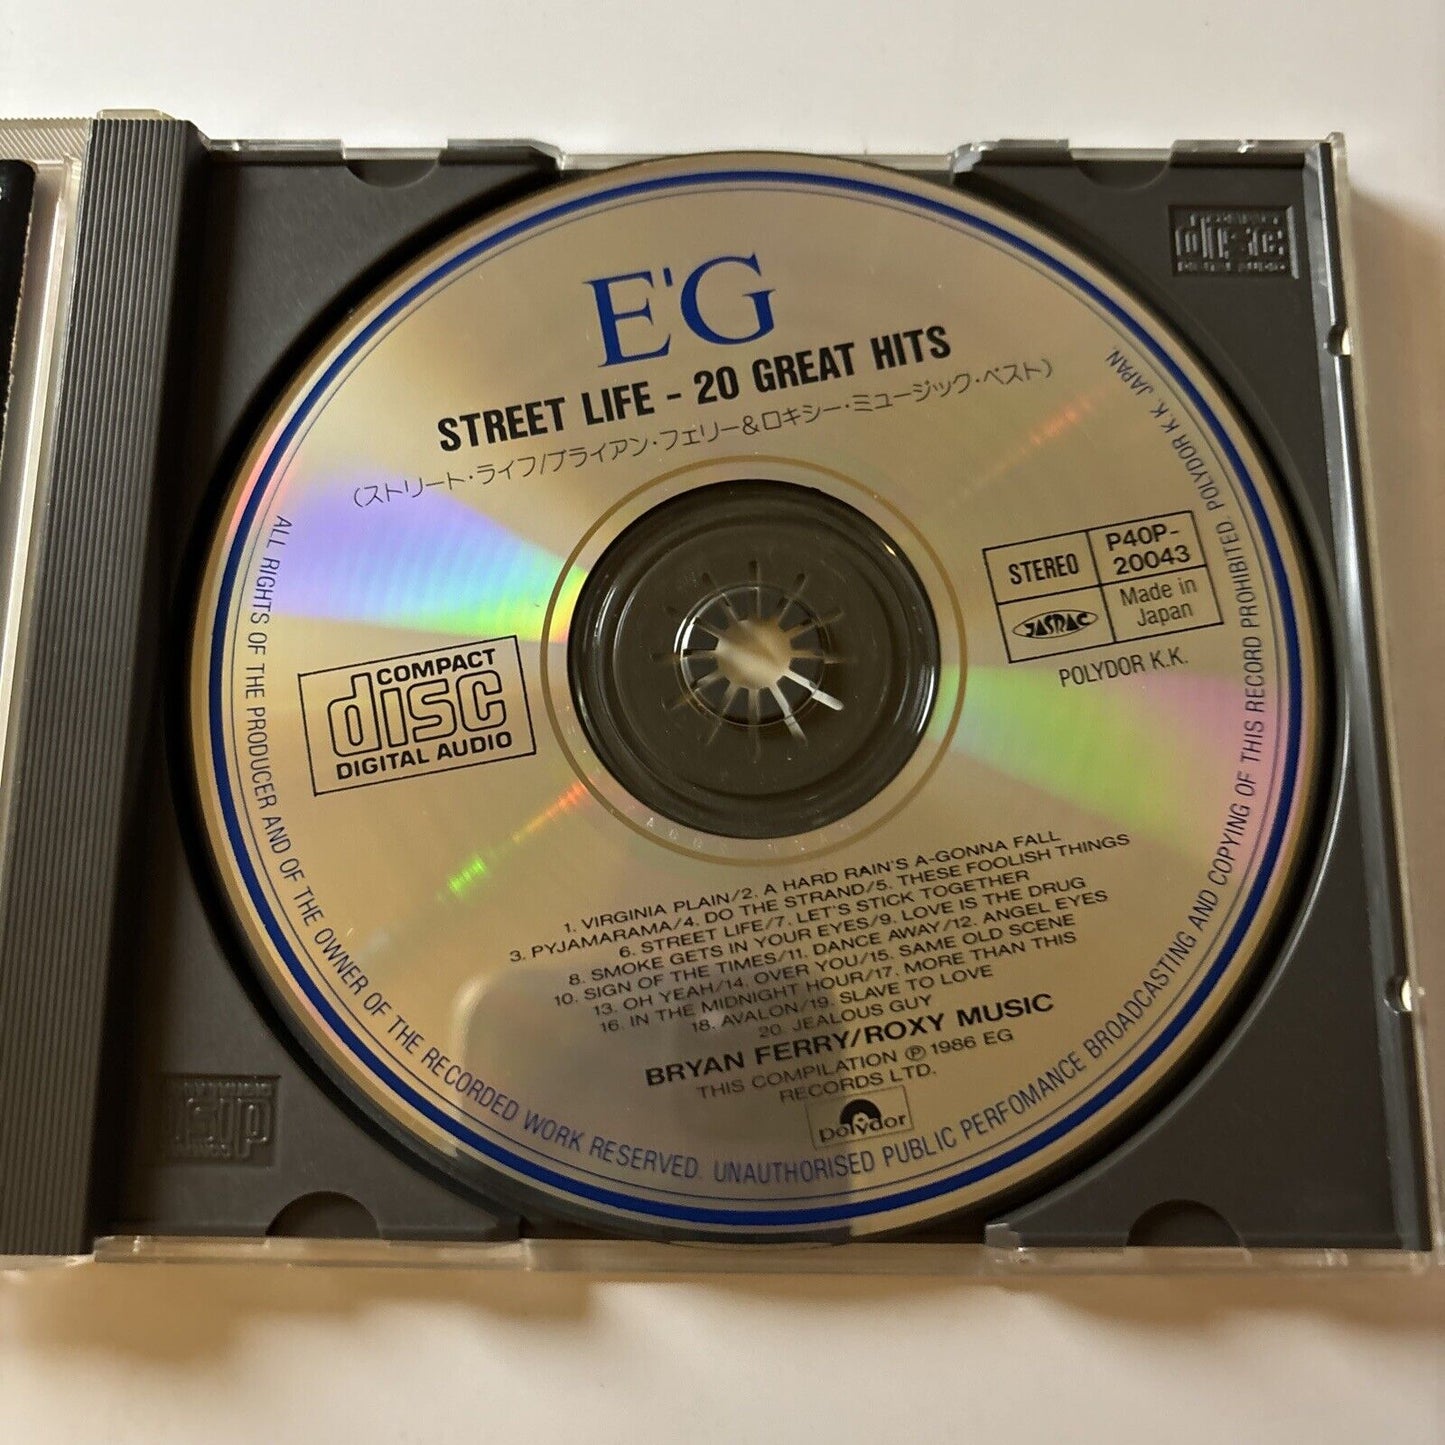 E'G
STREET LIFE - 20 GREAT HITS
(ストリート・ライフ/ブライアン・フェリー&ロキシー・ミュージック・ベスト)
STEREO
P40P-
20043
JASRAC
Made in
Japan
POLYDOR K.K.
COMPACT
disc
DIGITAL AUDIO
1. VIRGINIA PLAIN/2. A HARD RAIN'S A-GONNA FALL
3. PYJAMARAMA/4. DO THE STRAND/5. THESE FOOLISH THINGS
6. STREET LIFE/7. LET'S STICK TOGETHER
8. SMOKE GETS IN YOUR EYES/9. LOVE IS THE DRUG
10. SIGN OF THE TIMES/11. DANCE AWAY/12. ANGEL EYES
13. OH YEAH/14. OVER YOU/15. SAME OLD SCENE
16. IN THE MIDNIGHT HOUR/17. MORE THAN THIS
18. AVALON/19. SLAVE TO LOVE
20. JEALOUS GUY
BRYAN FERRY/ROXY MUSIC
THIS COMPILATION ℗ 1986 EG
RECORDS LTD.
polydor
ALL RIGHTS OF THE PRODUCER AND OF THE OWNER OF THE RECORDED WORK RESERVED. UNAUTHORISED PUBLIC PERFOMANCE BROADCASTING AND COPYING OF THIS RECORD PROHIBITED. POLYDOR K.K. JAPAN.
COMPACT
disc
DIGITAL AUDIO